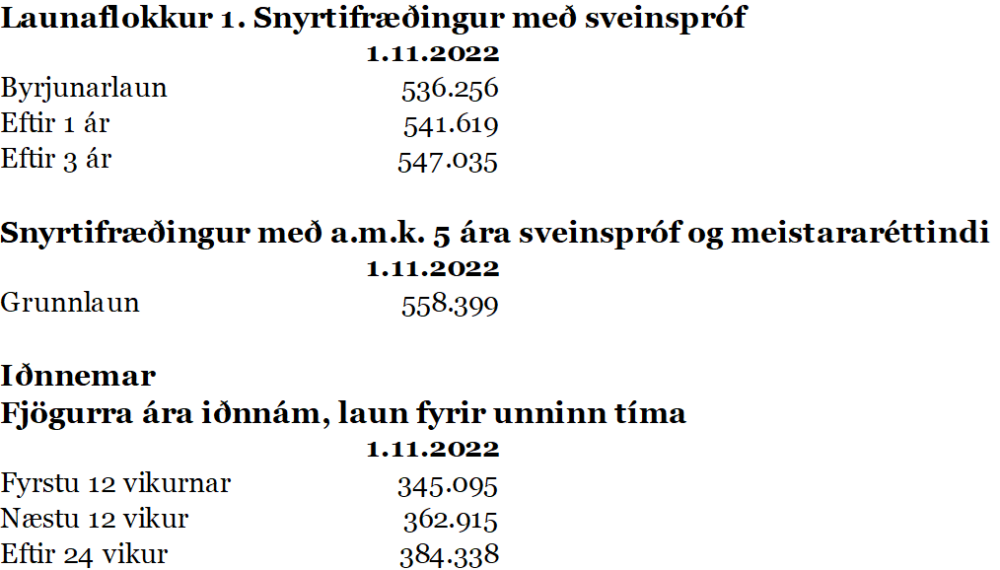 Launaflokkur 1. Snyrtifræðingur með sveinspróf
1.11.2022
Byrjunarlaun 536.256
Eftir 1 ár 541.619
Eftir 3 ár 547.035
Snyrtifræðingur með a.m.k. 5 ára sveinspróf og meistararéttindi
1.11.2022
Grunnlaun 558.399
Iðnnemar
Fjögurra ára iðnnám, laun fyrir unninn tíma
1.11.2022
Fyrstu 12 vikurnar 345.095
Næstu 12 vikur 362.915
Eftir 24 vikur 384.338